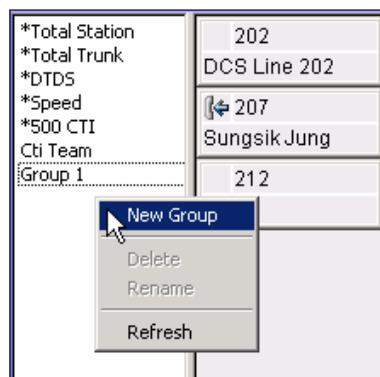 *Total Station
*Total Trunk
*DTDS
*Speed
*500 CTI
Cti Team
Group 1
202
DCS Line 202
207
Sungsik Jung
212
New Group
Delete
Rename
Refresh